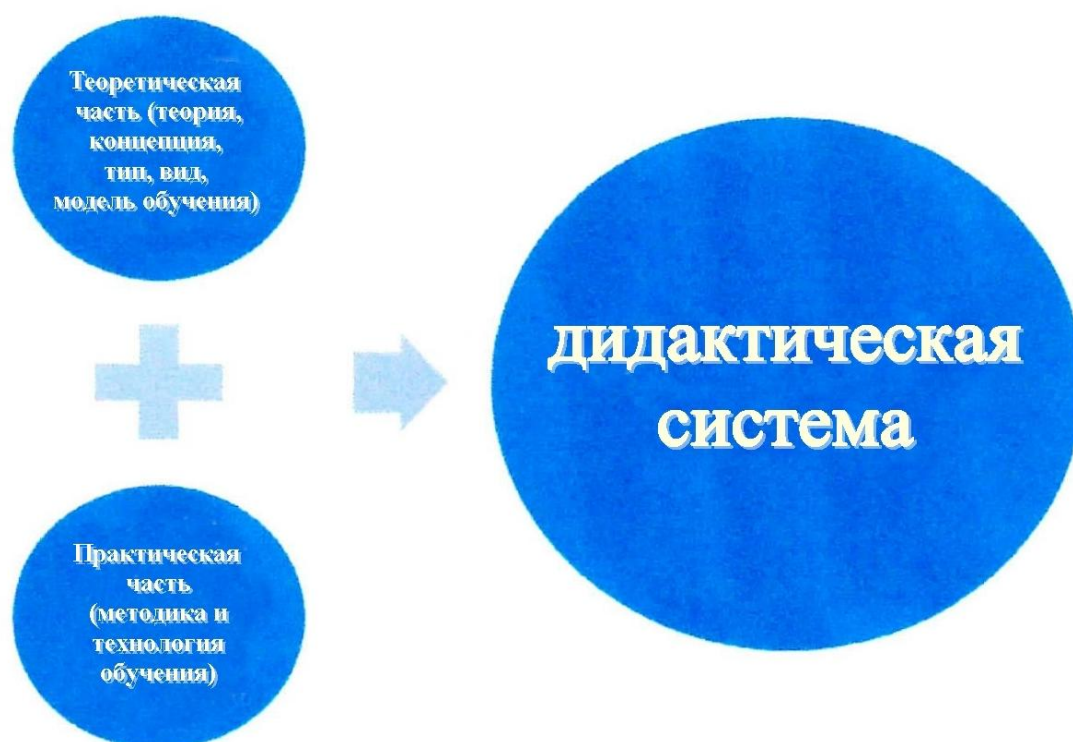 Теоретическая
часть (теория,
концепция,
тип, вид,
модель обучения)
дидактическая
система
Практическая
часть
(методика и
технология
обучения)